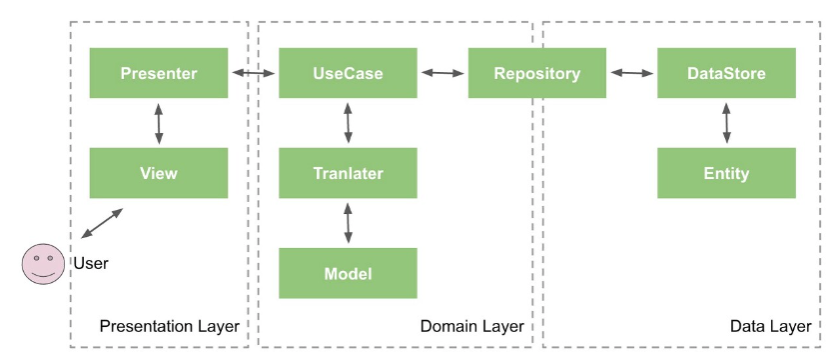 Presenter
UseCase
Repository
DataStore
View
Tranlater
Entity
User
Model
Presentation Layer
Domain Layer
Data Layer